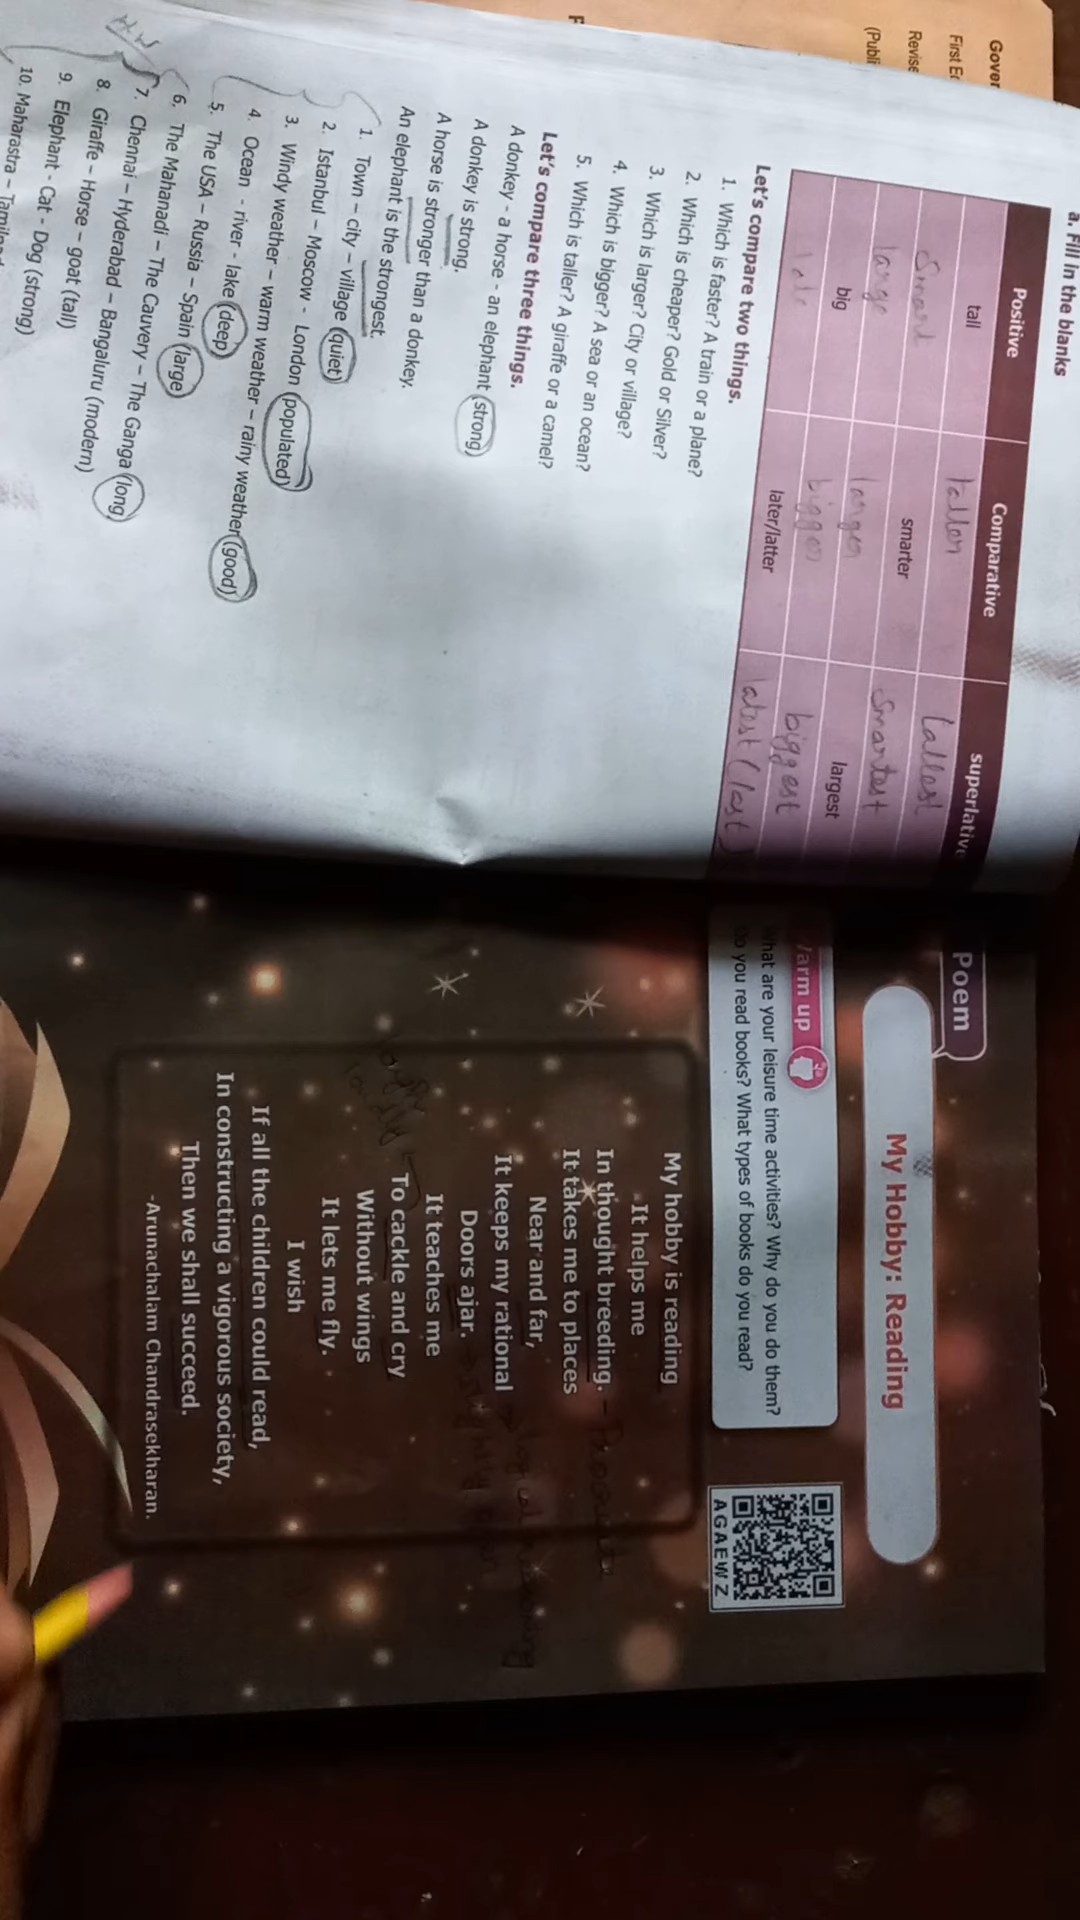 Gover
First E
Revise
(Publi
a. Fill in the blanks
Positive Comparative superlative
tall taller tallest
Smart smarter Smartest
large larger largest
big bigger biggest
late later/latter latest (last)
Let's compare two things.
1. Which is faster? A train or a plane?
2. Which is cheaper? Gold or Silver?
3. Which is larger? City or village?
4. Which is bigger? A sea or an ocean?
5. Which is taller? A giraffe or a camel?
Let's compare three things.
A donkey - a horse - an elephant (strong)
A donkey is strong.
A horse is stronger than a donkey.
An elephant is the strongest.
1. Town – city – village (quiet)
2. Istanbul – Moscow - London (populated)
3. Windy weather – warm weather – rainy weather (good)
4. Ocean - river - lake (deep)
5. The USA – Russia – Spain (large)
6. The Mahanadi – The Cauvery – The Ganga (long)
H.W
7. Chennai – Hyderabad – Bangaluru (modern)
8. Giraffe – Horse – goat (tall)
9. Elephant - Cat - Dog (strong)
10. Maharastra –
Poem
My Hobby: Reading
Warm up
What are your leisure time activities? Why do you do them?
Do you read books? What types of books do you read?
AGAEWZ
My hobby is reading
It helps me
In thought breeding.
It takes me to places
Near and far,
It keeps my rational
Doors ajar.
It teaches me
To cackle and cry
Without wings
It lets me fly.
I wish
If all the children could read,
In constructing a vigorous society,
Then we shall succeed.
-Arunachalam Chandrasekharan.